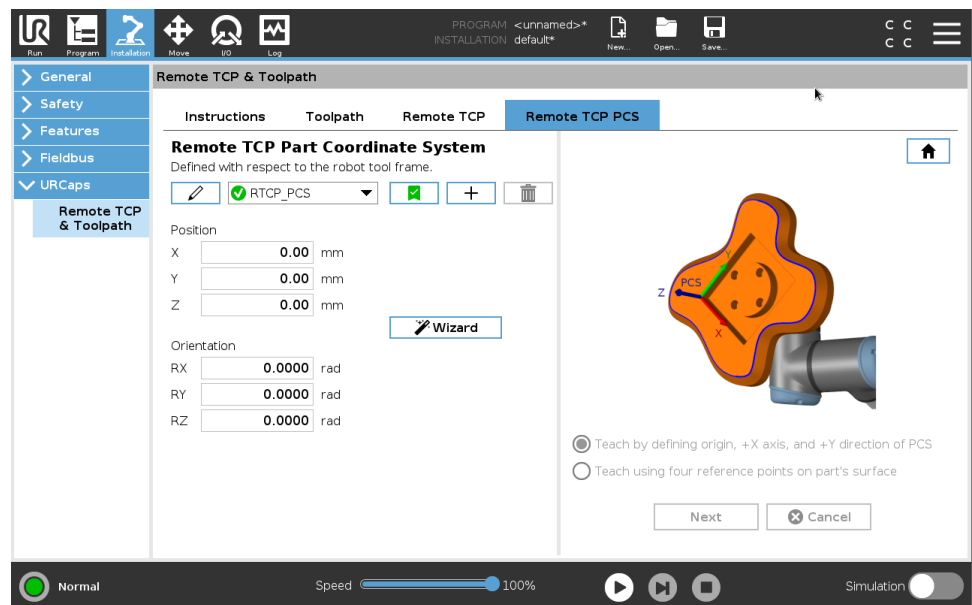 UR
Run
Program
Installation
Move
I/O
Log
PROGRAM <unnamed>*
INSTALLATION default*
New...
Open...
Save...
C C
C C
General
Safety
Features
Fieldbus
URCaps
Remote TCP
& Toolpath
Remote TCP & Toolpath
Instructions
Toolpath
Remote TCP
Remote TCP PCS
Remote TCP Part Coordinate System
Defined with respect to the robot tool frame.
RTCP_PCS
Position
X 0.00 mm
Y 0.00 mm
Z 0.00 mm
Wizard
Orientation
RX 0.0000 rad
RY 0.0000 rad
RZ 0.0000 rad
Y
PCS
Z
X
Teach by defining origin, +X axis, and +Y direction of PCS
Teach using four reference points on part's surface
Next
Cancel
Normal
Speed 100%
Simulation